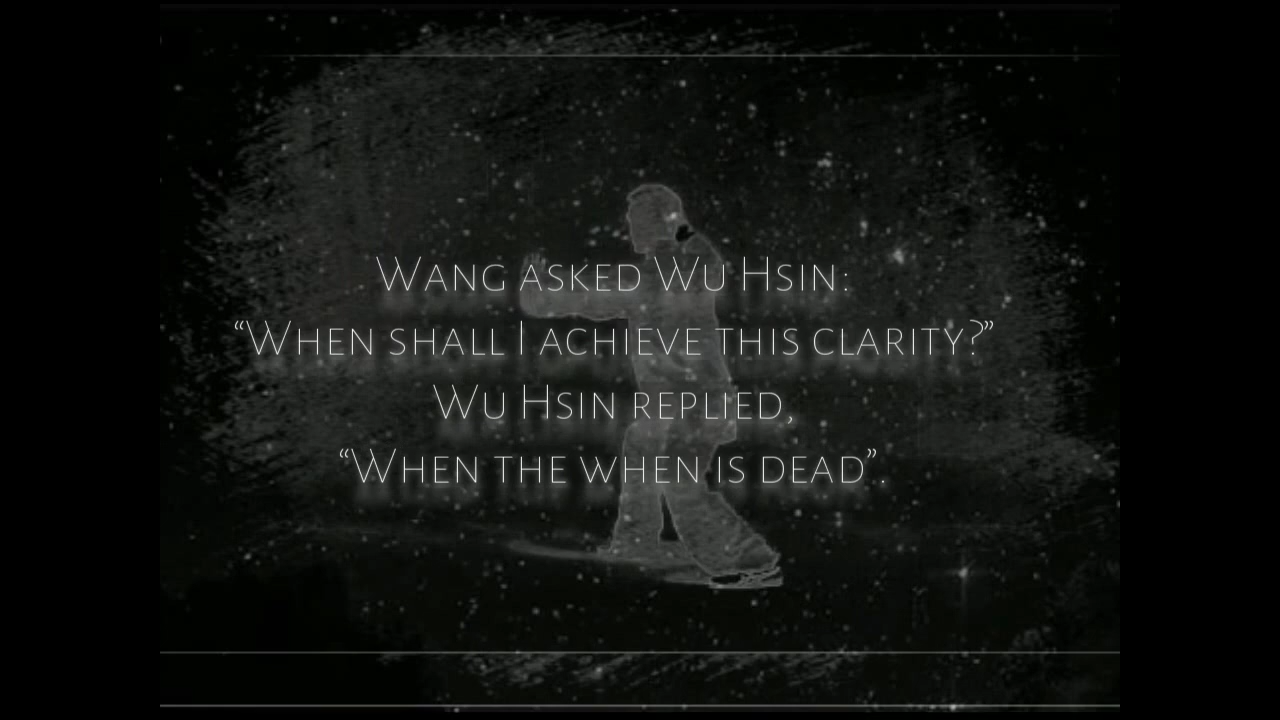 Wang asked Wu Hsin:
“When shall I achieve this clarity?”
Wu Hsin replied,
“When the when is dead”.